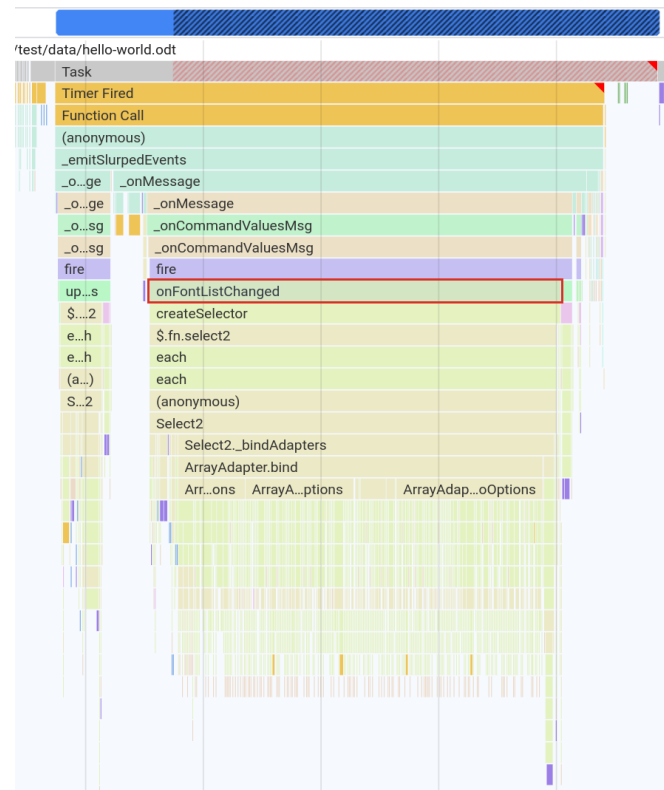 /test/data/hello-world.odt
Task
Timer Fired
Function Call
(anonymous)
_emitSlurpedEvents
_o...ge _onMessage
_o...ge _onMessage
_o...sg _onCommandValuesMsg
_o...sg _onCommandValuesMsg
fire fire
up...s onFontListChanged
$....2 createSelector
e...h $.fn.select2
e...h each
(a...) each
S...2 (anonymous)
Select2
Select2._bindAdapters
ArrayAdapter.bind
Arr...ons ArrayA...ptions ArrayAdap...oOptions